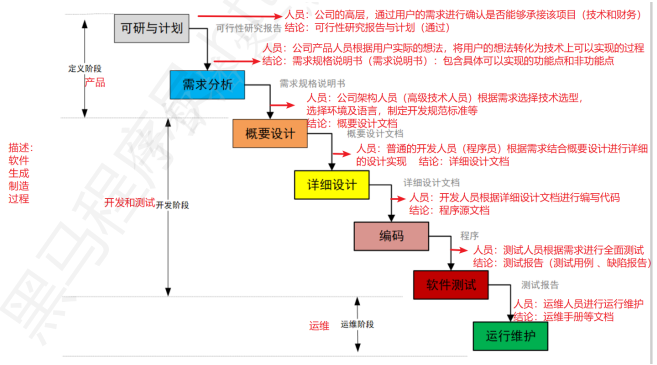 人员：公司的高层，通过用户的需求进行确认是否能够承接该项目（技术和财务）
可研与计划
可行性研究报告
结论：可行性研究报告与计划（通过）
人员：公司产品人员根据用户实际的想法，将用户的想法转化为技术上可以实现的过程
结论：需求规格说明书（需求说明书）：包含具体可以实现的功能点和非功能点
定义阶段
产品
需求分析
需求规格说明书
人员：公司架构人员（高级技术人员）根据需求选择技术选型，
选择环境及语言，制定开发规范标准等
结论：概要设计文档
概要设计
概要设计文档
人员：普通的开发人员（程序员）根据需求结合概要设计进行详细
的设计实现 结论：详细设计文档
描述：
软件
生成
制造
过程
详细设计
详细设计文档
人员：开发人员根据详细设计文档进行编写代码
结论：程序源文档
开发和测试
开发阶段
编码
程序
人员：测试人员根据需求进行全面测试
结论：测试报告（测试用例 、缺陷报告）
软件测试
测试报告
人员：运维人员进行运行维护
结论：运维手册等文档
运维
运维阶段
运行维护
黑马程序